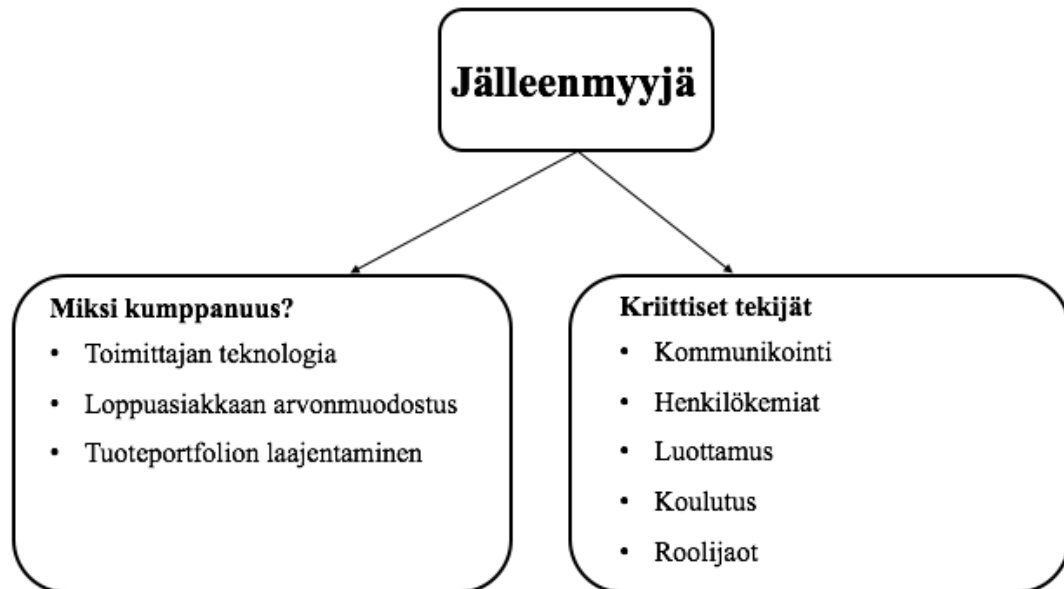 Jälleenmyyjä
Miksi kumppanuus?
• Toimittajan teknologia
• Loppuasiakkaan arvonmuodostus
• Tuoteportfolion laajentaminen
Kriittiset tekijät
• Kommunikointi
• Henkilökemiat
• Luottamus
• Koulutus
• Roolijaot